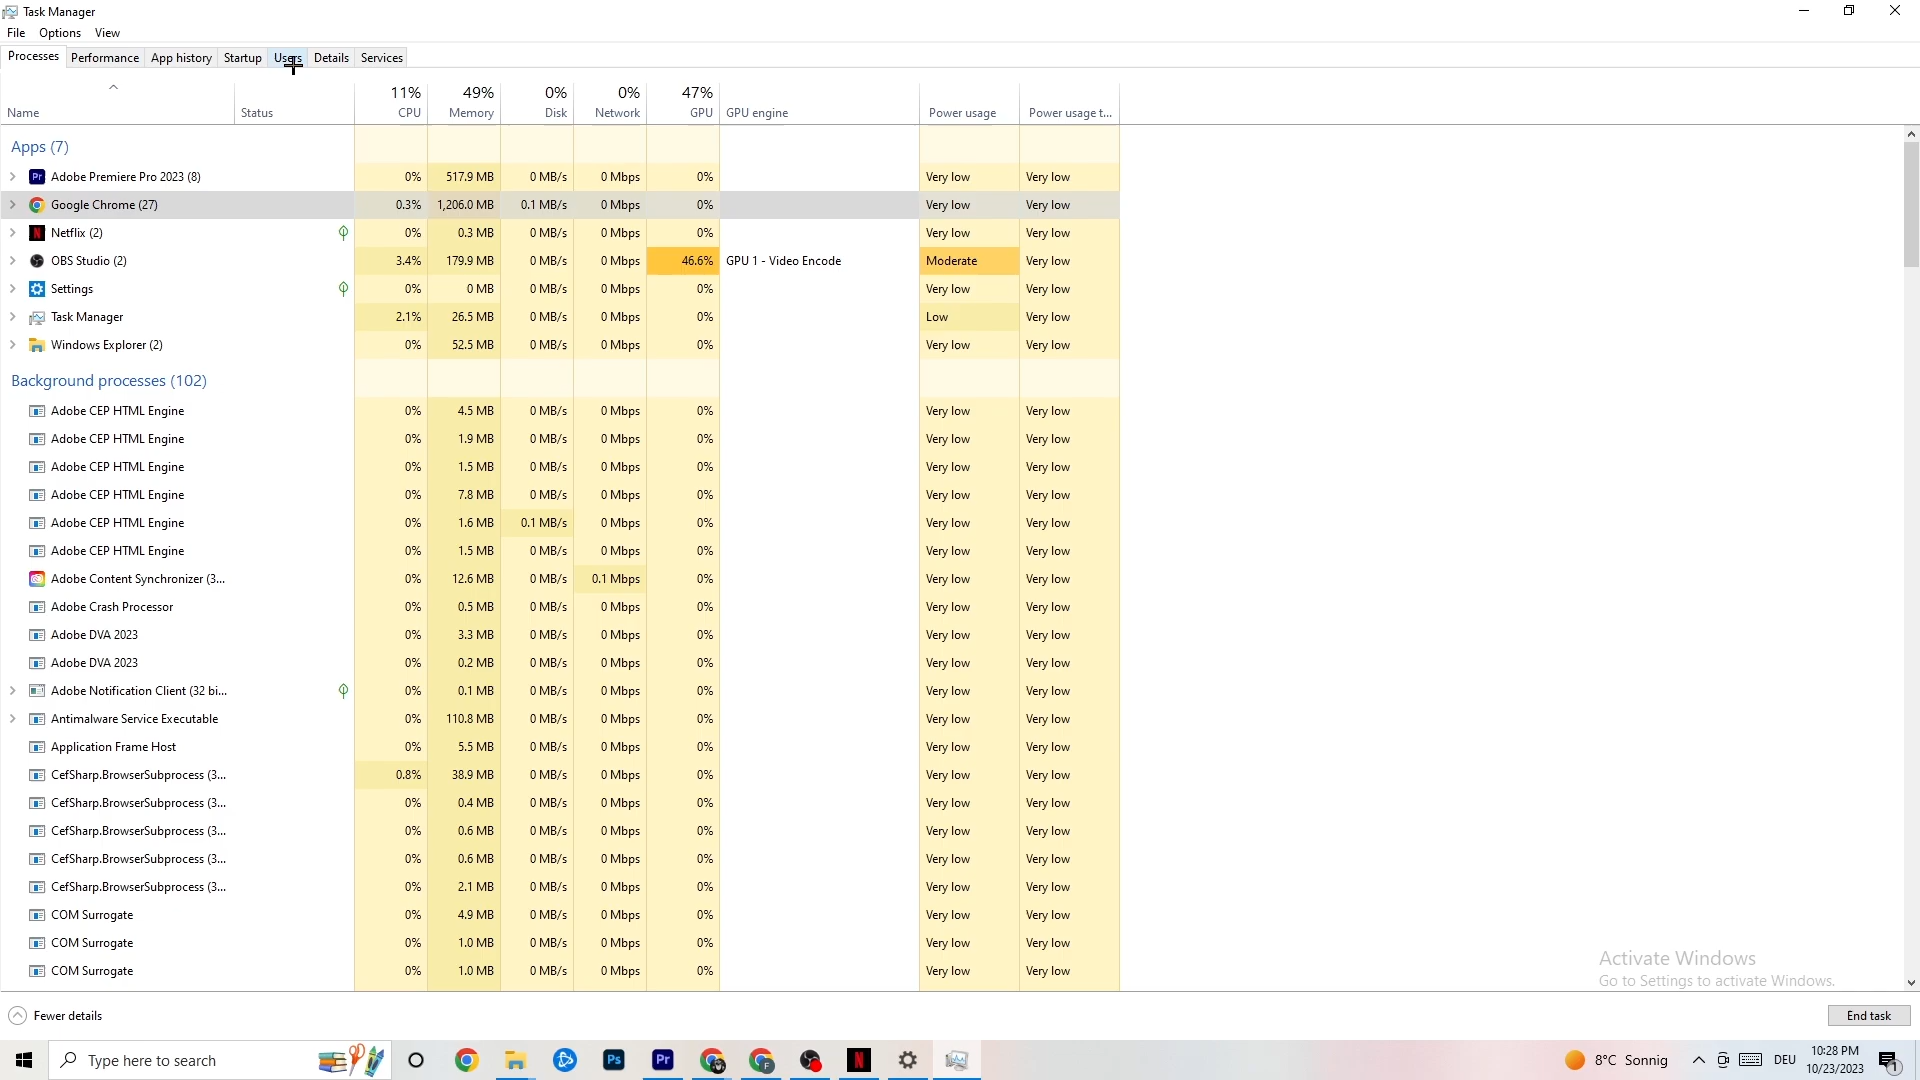 Task Manager
File Options View
Processes Performance App history Startup Users Details Services
11% 49% 0% 0% 47%
Name Status CPU Memory Disk Network GPU GPU engine Power usage Power usage t...
Apps (7)
Pr Adobe Premiere Pro 2023 (8) 0% 517.9 MB 0 MB/s 0 Mbps 0% Very low Very low
Google Chrome (27) 0.3% 1,206.0 MB 0.1 MB/s 0 Mbps 0% Very low Very low
N Netflix (2) 0% 0.3 MB 0 MB/s 0 Mbps 0% Very low Very low
OBS Studio (2) 3.4% 179.9 MB 0 MB/s 0 Mbps 46.6% GPU 1 - Video Encode Moderate Very low
Settings 0% 0 MB 0 MB/s 0 Mbps 0% Very low Very low
Task Manager 2.1% 26.5 MB 0 MB/s 0 Mbps 0% Low Very low
Windows Explorer (2) 0% 52.5 MB 0 MB/s 0 Mbps 0% Very low Very low
Background processes (102)
Adobe CEP HTML Engine 0% 4.5 MB 0 MB/s 0 Mbps 0% Very low Very low
Adobe CEP HTML Engine 0% 1.9 MB 0 MB/s 0 Mbps 0% Very low Very low
Adobe CEP HTML Engine 0% 1.5 MB 0 MB/s 0 Mbps 0% Very low Very low
Adobe CEP HTML Engine 0% 7.8 MB 0 MB/s 0 Mbps 0% Very low Very low
Adobe CEP HTML Engine 0% 1.6 MB 0.1 MB/s 0 Mbps 0% Very low Very low
Adobe CEP HTML Engine 0% 1.5 MB 0 MB/s 0 Mbps 0% Very low Very low
Adobe Content Synchronizer (3... 0% 12.6 MB 0 MB/s 0.1 Mbps 0% Very low Very low
Adobe Crash Processor 0% 0.5 MB 0 MB/s 0 Mbps 0% Very low Very low
Adobe DVA 2023 0% 3.3 MB 0 MB/s 0 Mbps 0% Very low Very low
Adobe DVA 2023 0% 0.2 MB 0 MB/s 0 Mbps 0% Very low Very low
Adobe Notification Client (32 bi... 0% 0.1 MB 0 MB/s 0 Mbps 0% Very low Very low
Antimalware Service Executable 0% 110.8 MB 0 MB/s 0 Mbps 0% Very low Very low
Application Frame Host 0% 5.5 MB 0 MB/s 0 Mbps 0% Very low Very low
CefSharp.BrowserSubprocess (3... 0.8% 38.9 MB 0 MB/s 0 Mbps 0% Very low Very low
CefSharp.BrowserSubprocess (3... 0% 0.4 MB 0 MB/s 0 Mbps 0% Very low Very low
CefSharp.BrowserSubprocess (3... 0% 0.6 MB 0 MB/s 0 Mbps 0% Very low Very low
CefSharp.BrowserSubprocess (3... 0% 0.6 MB 0 MB/s 0 Mbps 0% Very low Very low
CefSharp.BrowserSubprocess (3... 0% 2.1 MB 0 MB/s 0 Mbps 0% Very low Very low
COM Surrogate 0% 4.9 MB 0 MB/s 0 Mbps 0% Very low Very low
COM Surrogate 0% 1.0 MB 0 MB/s 0 Mbps 0% Very low Very low
COM Surrogate 0% 1.0 MB 0 MB/s 0 Mbps 0% Very low Very low
Activate Windows
Go to Settings to activate Windows.
Fewer details End task
Type here to search Ps Pr F N 8°C Sonnig DEU 10:28 PM
10/23/2023 1